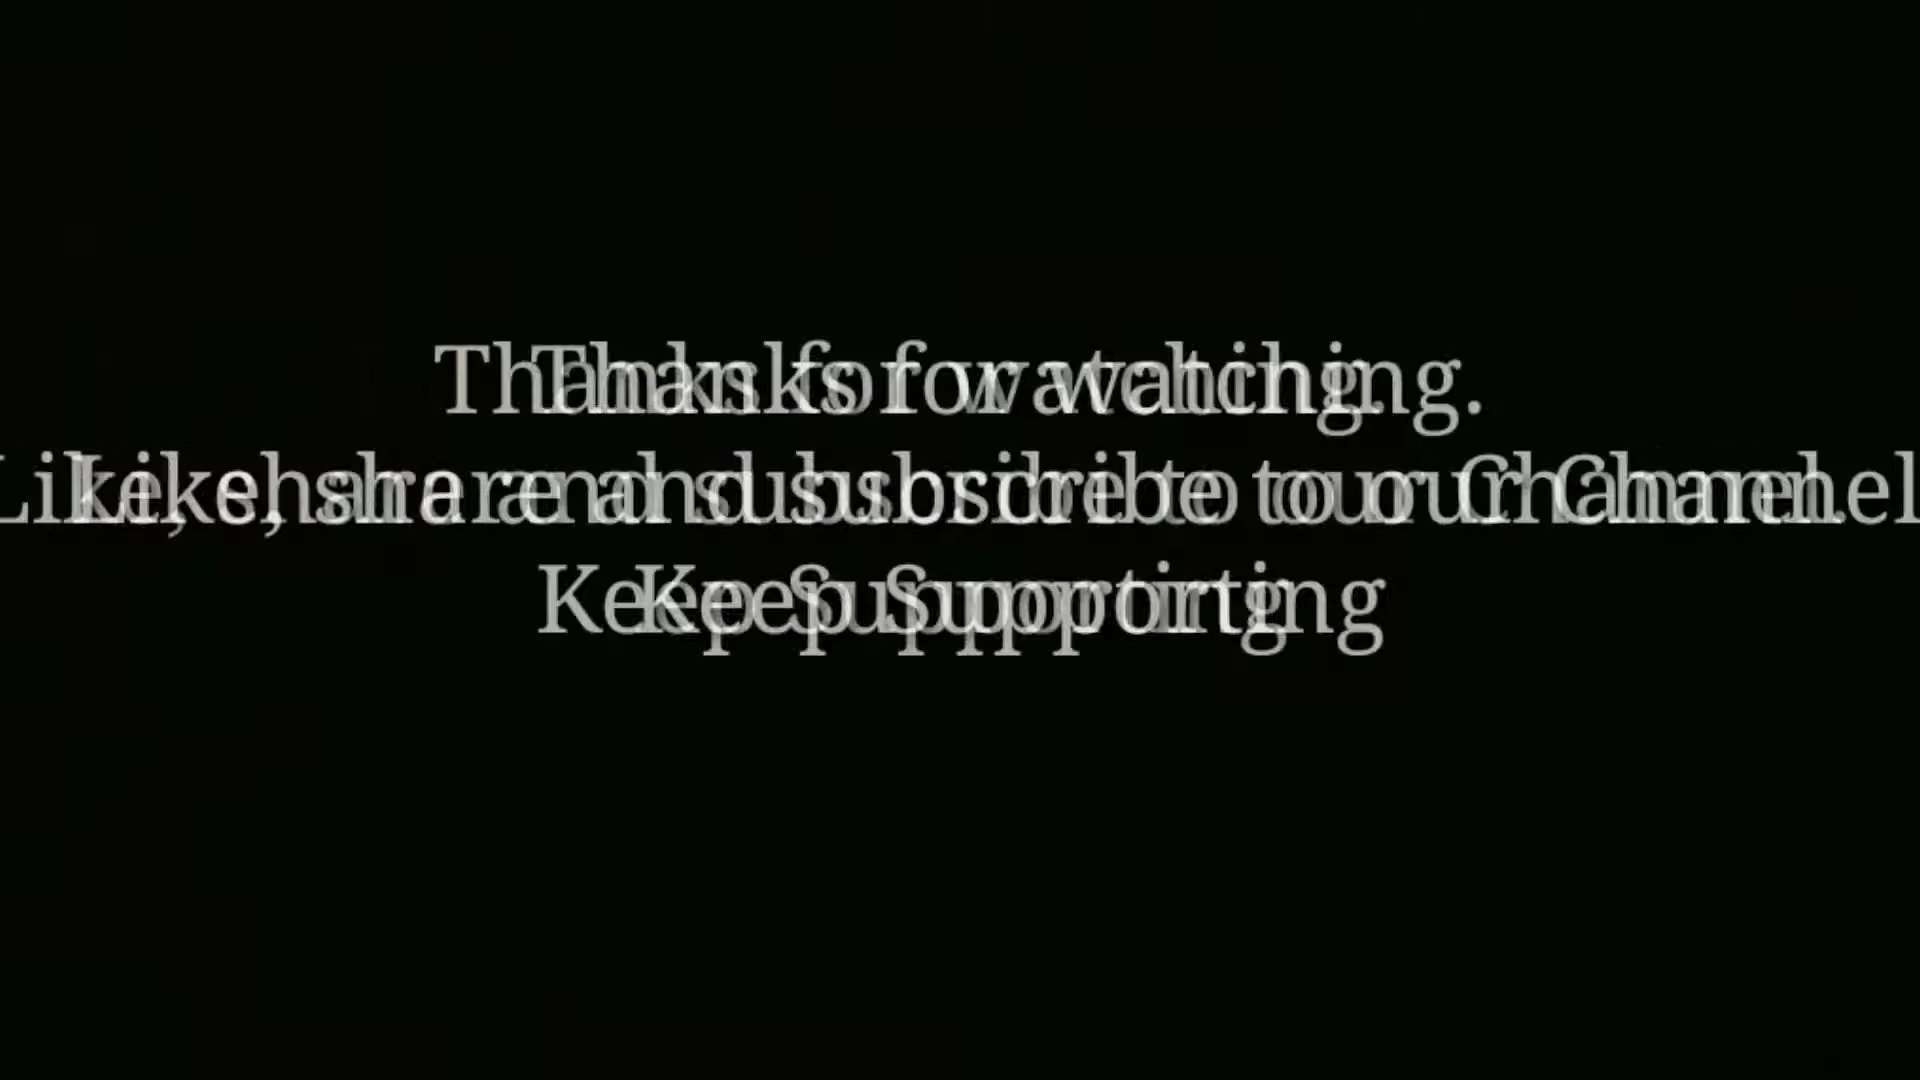 Thanks for watching.
Like, share and subscribe to our Channel.
Keep Supporting